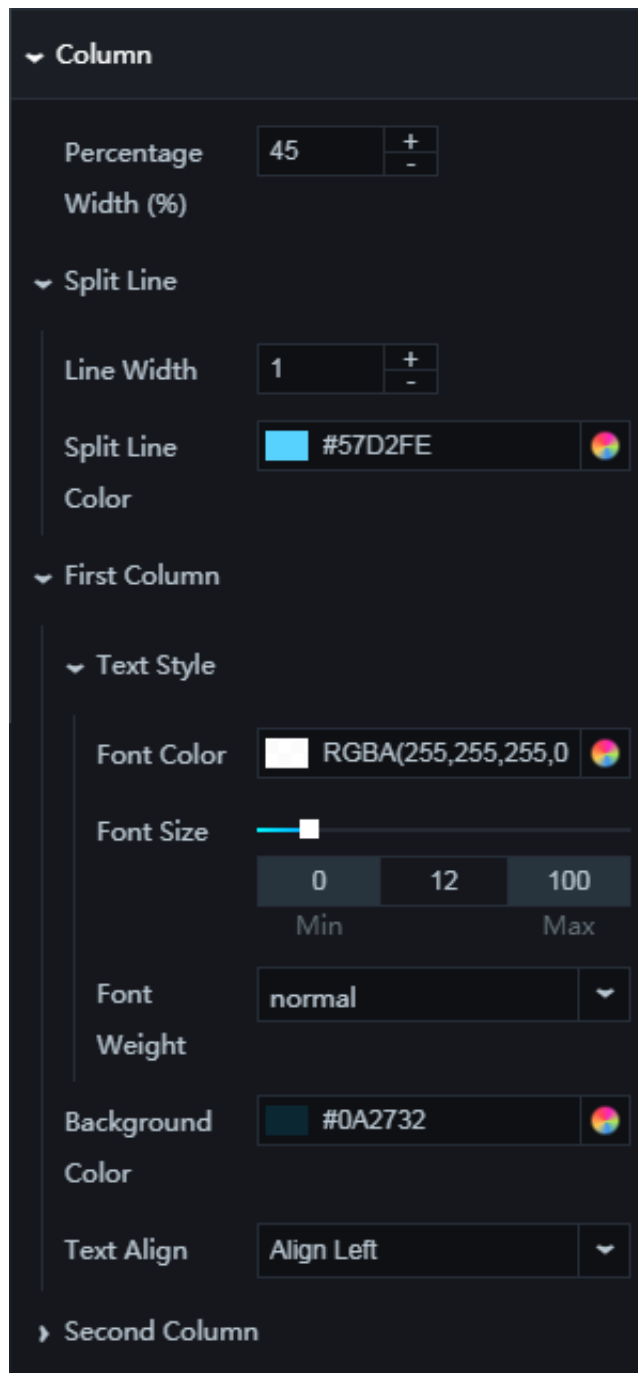 Column
Percentage
Width (%)
45
+
-
Split Line
Line Width
1
+
-
Split Line
Color
#57D2FE
First Column
Text Style
Font Color
RGBA(255,255,255,0
Font Size
0
12
100
Min
Max
Font
Weight
normal
Background
Color
#0A2732
Text Align
Align Left
Second Column